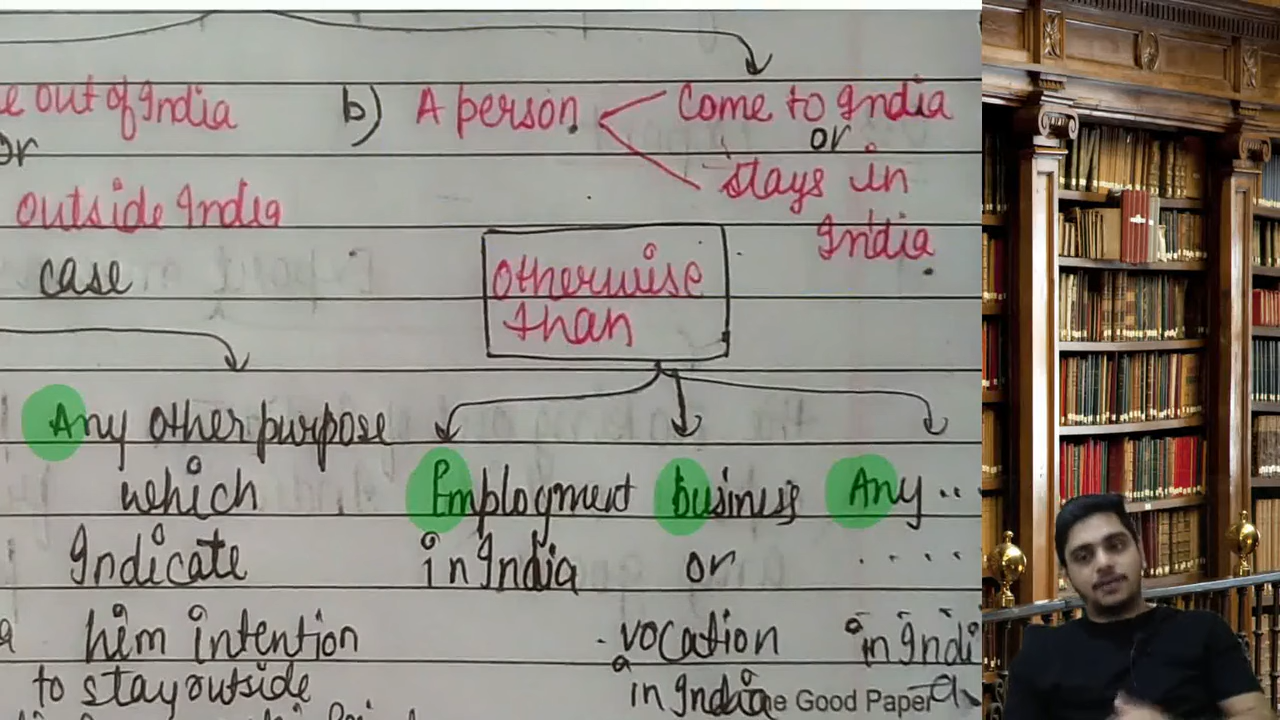 e out of India
or
outside India
case
Any other purpose
which
Indicate
him intention
to stay outside
b) A person
Come to India
or
stays in
India
otherwise
than
Employment
in India
business
or
vocation
in India
Any ..
....
in Indi
a
The Good Paper